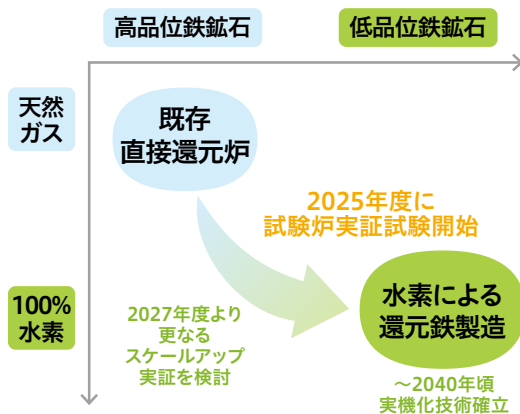 高品位鉄鉱石
低品位鉄鉱石
天然
ガス
既存
直接還元炉
2025年度に
試験炉実証試験開始
100%
水素
2027年度より
更なる
スケールアップ
実証を検討
水素による
還元鉄製造
～2040年頃
実機化技術確立